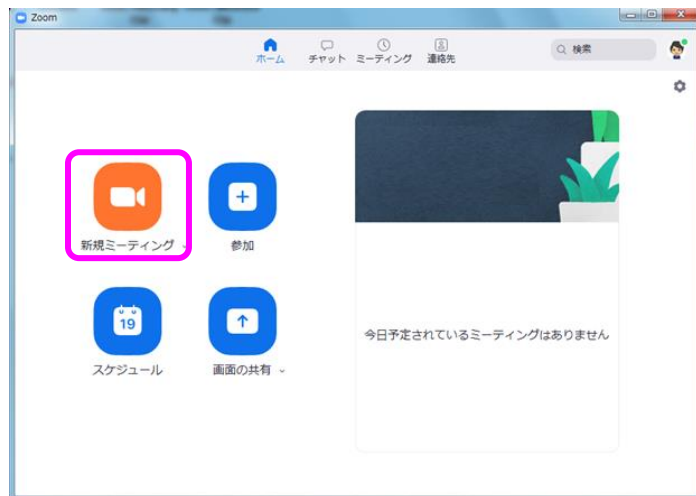 Zoom
ホーム チャット ミーティング 連絡先
検索
新規ミーティング
参加
19
スケジュール
画面の共有
今日予定されているミーティングはありません